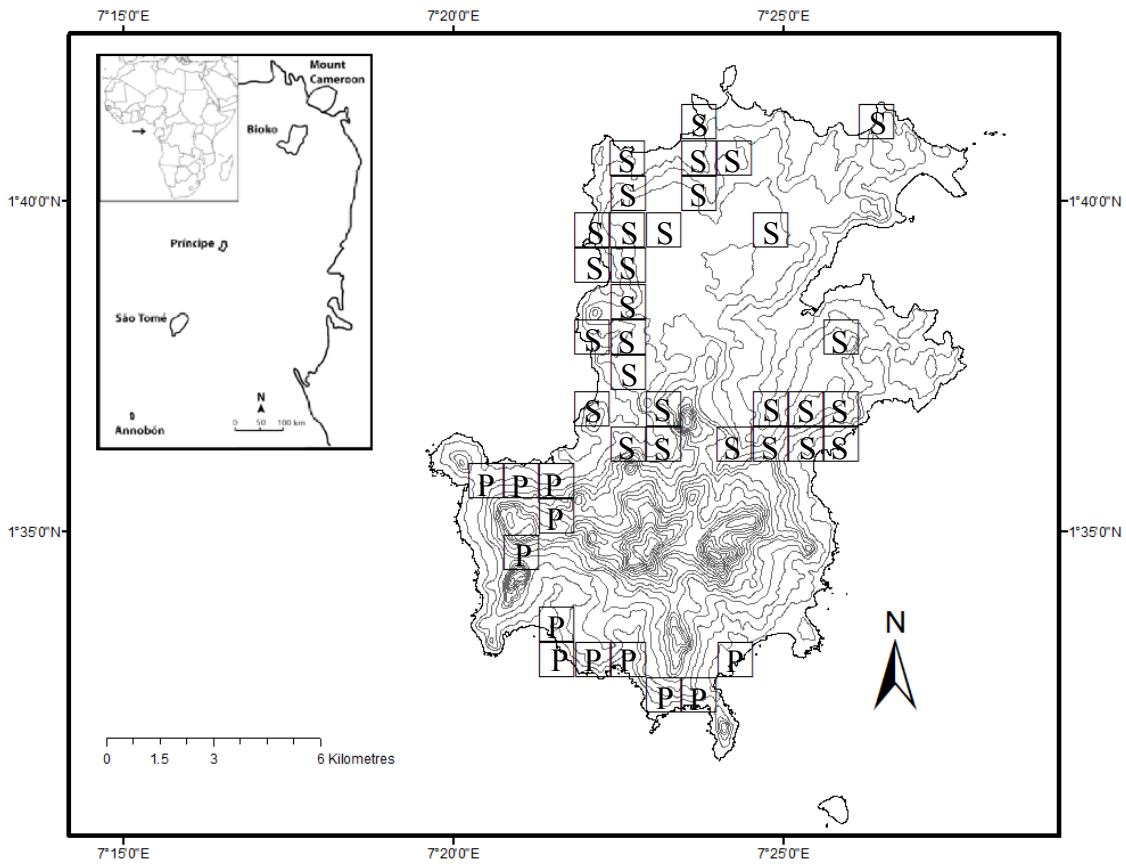 7°15'0"E 7°20'0"E 7°25'0"E
Mount
Cameroon
Bioko
S S
S S S
1°40'0"N S S 1°40'0"N
Príncipe S S S S
S S
S
São Tomé S S S
S
N
0 50 100 km
Annobón
S S S S S
S S S S S S
P P P
1°35'0"N P 1°35'0"N
P
P
N
P P P P
P P
0 1.5 3 6 Kilometres
7°15'0"E 7°20'0"E 7°25'0"E